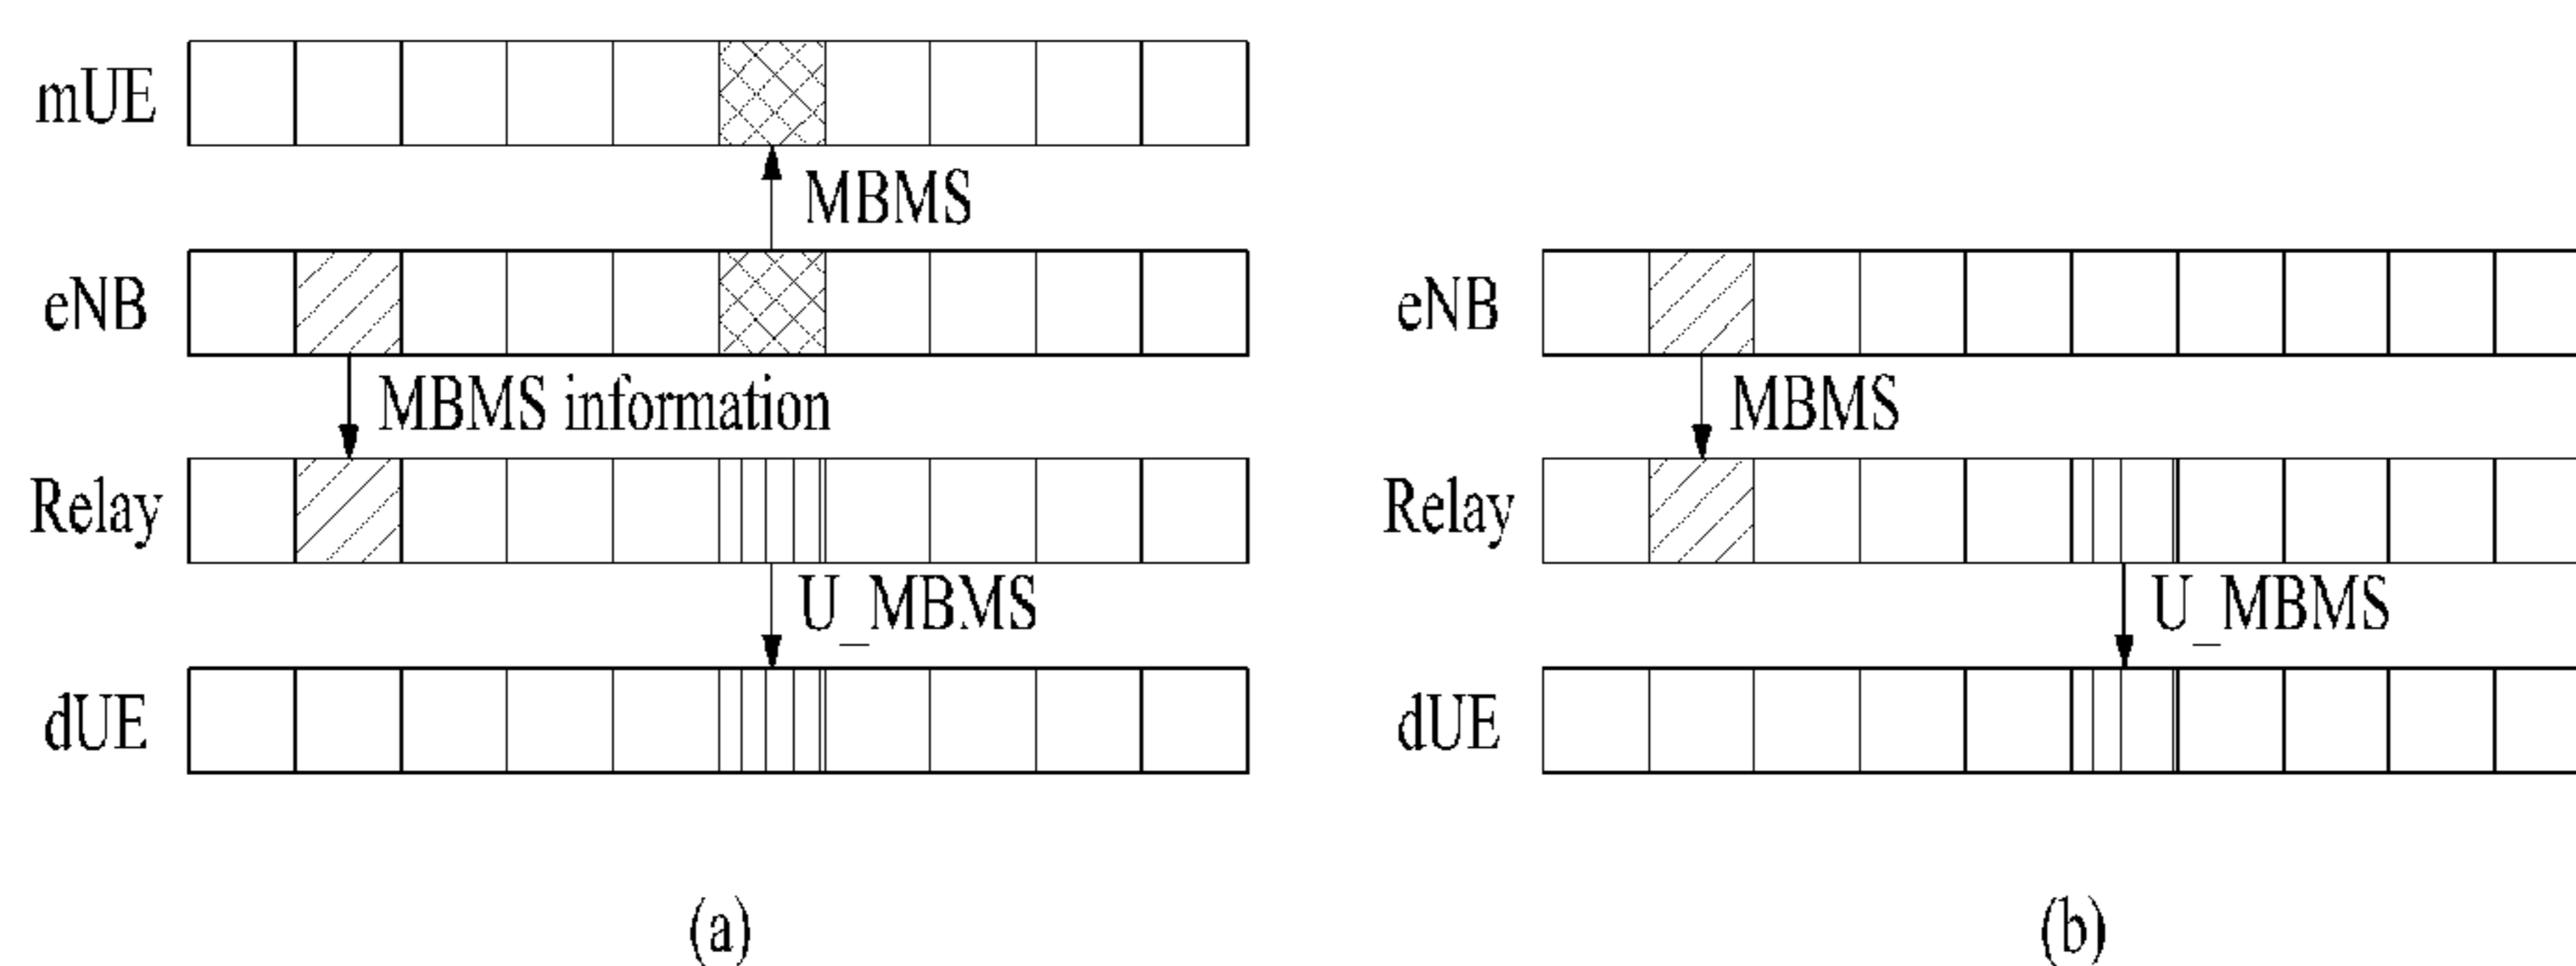 mUE
MBMS
eNB
MBMS information
Relay
U_MBMS
dUE
(a)
eNB
MBMS
Relay
U_MBMS
dUE
(b)